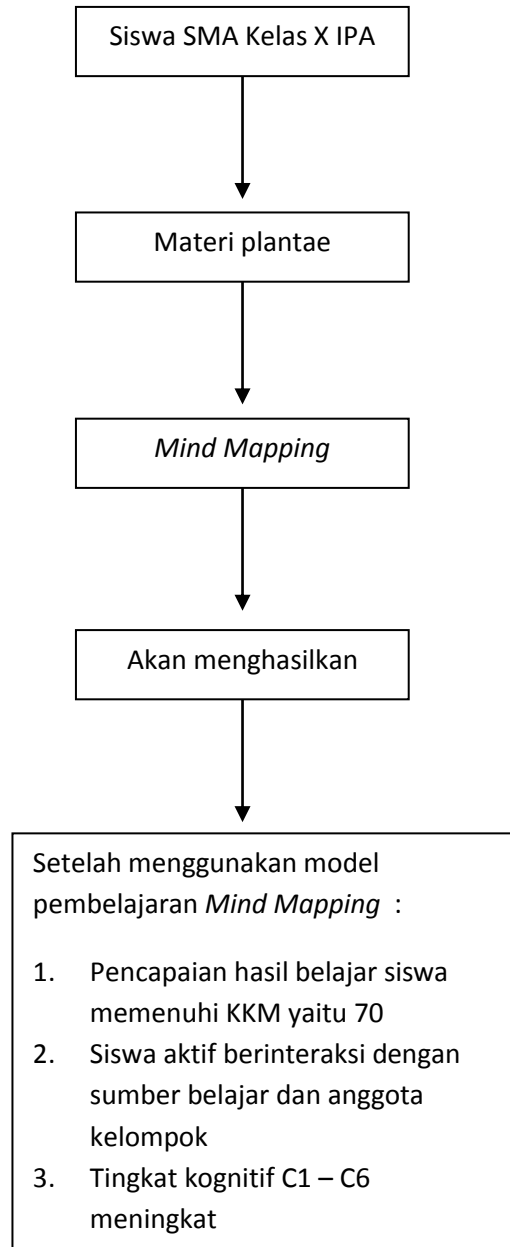 Siswa SMA Kelas X IPA
Materi plantae
Mind Mapping
Akan menghasilkan
Setelah menggunakan model
pembelajaran Mind Mapping :
1. Pencapaian hasil belajar siswa
memenuhi KKM yaitu 70
2. Siswa aktif berinteraksi dengan
sumber belajar dan anggota
kelompok
3. Tingkat kognitif C1 – C6
meningkat